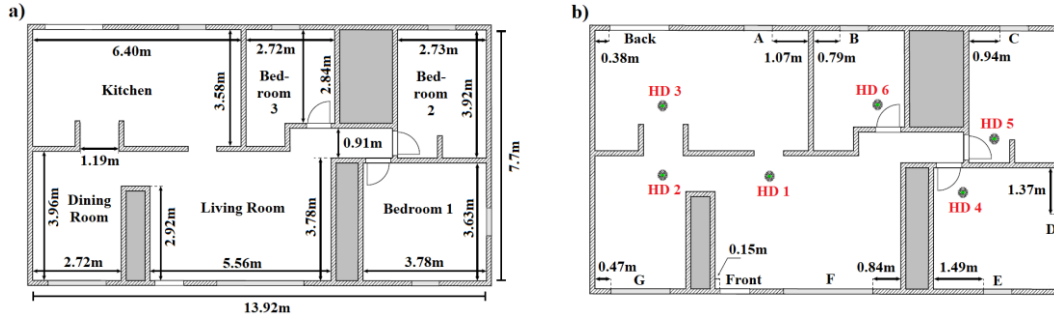 a)
6.40m
2.72m
2.73m
Kitchen
3.58m
Bed-
room
3
2.84m
Bed-
room
2
3.92m
7.7m
1.19m
0.91m
3.96m
Dining
Room
2.92m
Living Room
3.78m
Bedroom 1
3.63m
2.72m
5.56m
3.78m
13.92m
b)
Back
A
B
C
0.38m
1.07m
0.79m
0.94m
HD 3
HD 6
HD 5
HD 2
HD 1
HD 4
1.37m
D
0.15m
0.47m
0.84m
1.49m
G
Front
F
E